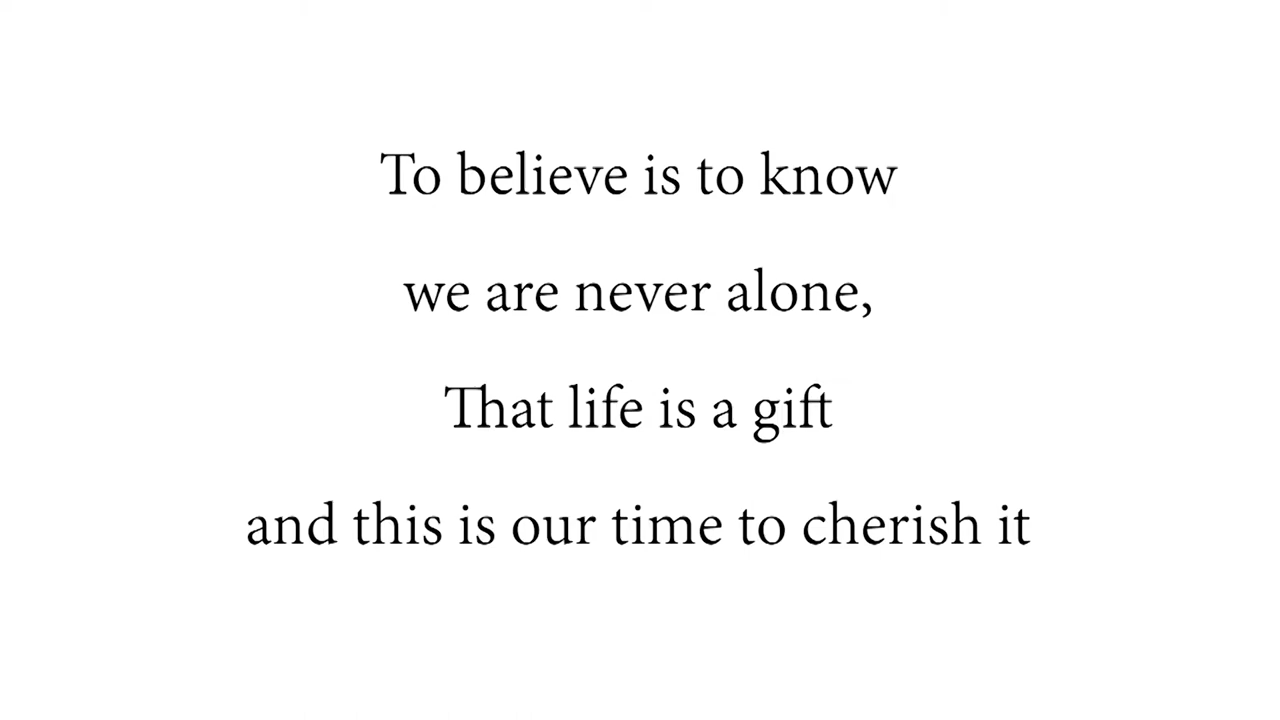 To believe is to know
we are never alone,
That life is a gift
and this is our time to cherish it